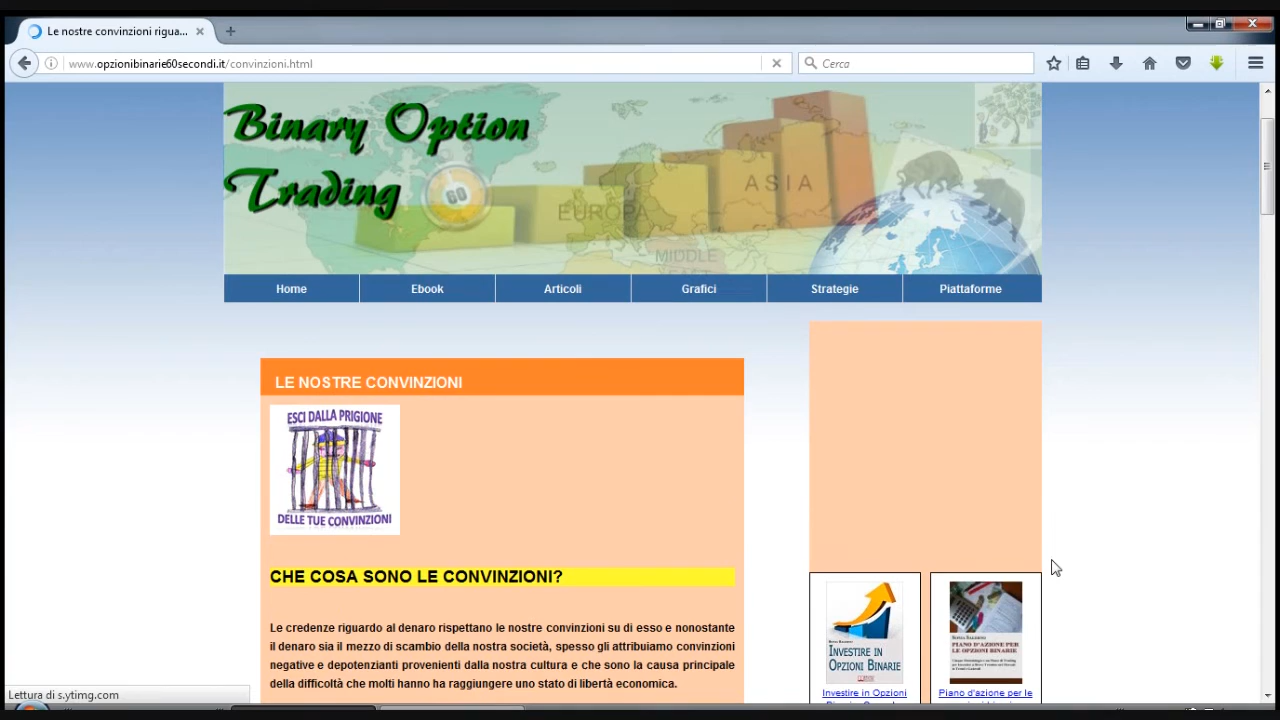 Le nostre convinzioni rigua...
www.opzionibinarie60secondi.it/convinzioni.html
Cerca
Binary Option
Trading
60
EUROPA
ASIA
MIDDLE
EAST
Home
Ebook
Articoli
Grafici
Strategie
Piattaforme
LE NOSTRE CONVINZIONI
ESCI DALLA PRIGIONE
DELLE TUE CONVINZIONI
CHE COSA SONO LE CONVINZIONI?
Le credenze riguardo al denaro rispettano le nostre convinzioni su di esso e nonostante
il denaro sia il mezzo di scambio della nostra società, spesso gli attribuiamo convinzioni
negative e depotenzianti provenienti dalla nostra cultura e che sono la causa principale
della difficoltà che molti hanno ha raggiungere uno stato di libertà economica.
INVESTIRE IN
OPZIONI BINARIE
PIANO D'AZIONE PER
LE OPZIONI BINARIE
Investire in Opzioni
Piano d'azione per le
Lettura di s.ytimg.com